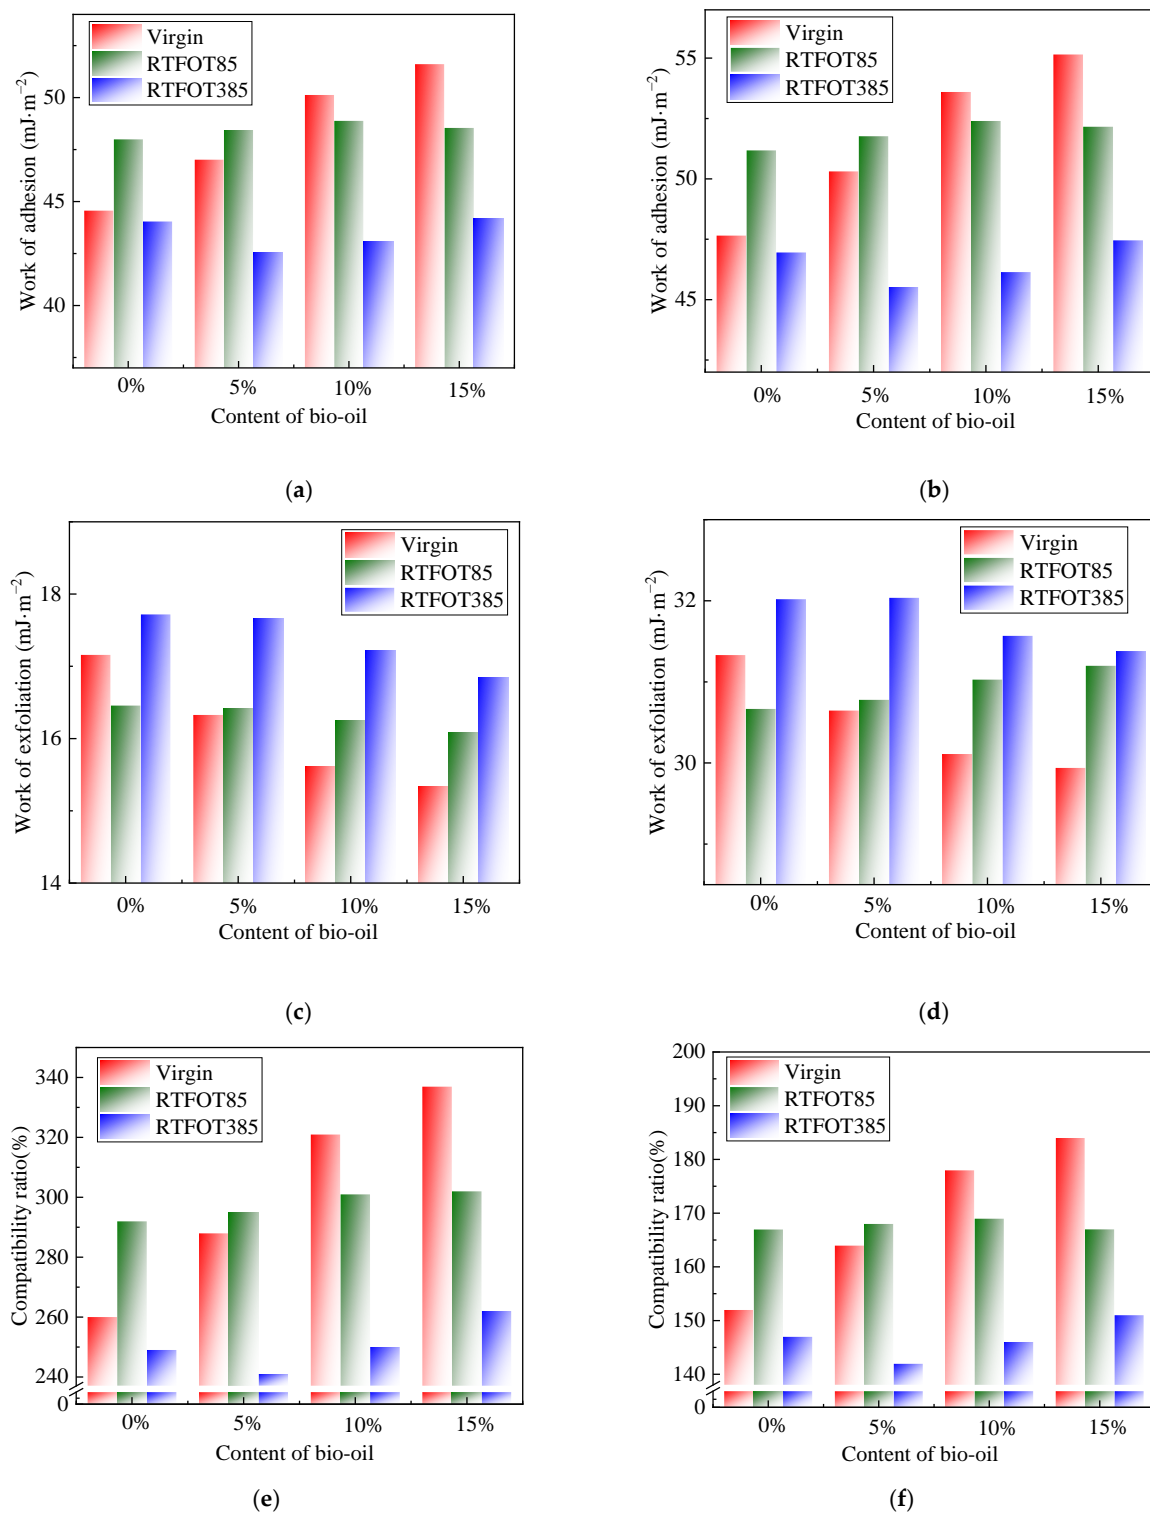 Work of adhesion (mJ·m⁻²)
50
45
40
Virgin
RTFOT85
RTFOT385
0% 5% 10% 15%
Content of bio-oil
(a)
Work of adhesion (mJ·m⁻²)
55
50
45
Virgin
RTFOT85
RTFOT385
0% 5% 10% 15%
Content of bio-oil
(b)
Work of exfoliation (mJ·m⁻²)
18
16
14
Virgin
RTFOT85
RTFOT385
0% 5% 10% 15%
Content of bio-oil
(c)
Work of exfoliation (mJ·m⁻²)
32
30
Virgin
RTFOT85
RTFOT385
0% 5% 10% 15%
Content of bio-oil
(d)
Compatibility ratio(%)
340
320
300
280
260
240
0
Virgin
RTFOT85
RTFOT385
0% 5% 10% 15%
Content of bio-oil
(e)
Compatibility ratio(%)
200
190
180
170
160
150
140
0
Virgin
RTFOT85
RTFOT385
0% 5% 10% 15%
Content of bio-oil
(f)